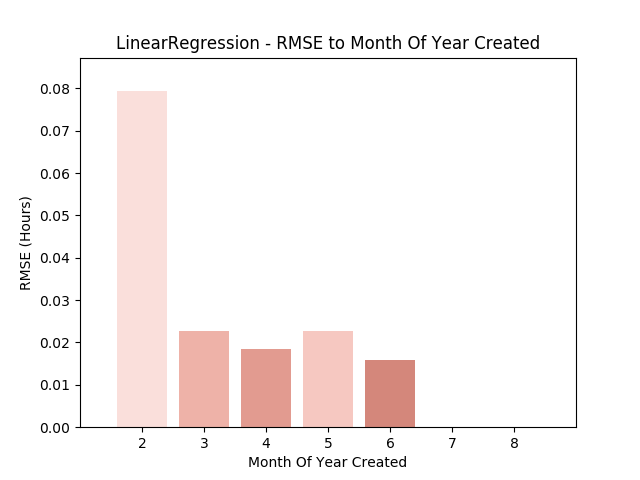 LinearRegression - RMSE to Month Of Year Created
0.08
0.07
0.06
0.05
0.04
0.03
0.02
0.01
0.00
RMSE (Hours)
2 3 4 5 6 7 8
Month Of Year Created